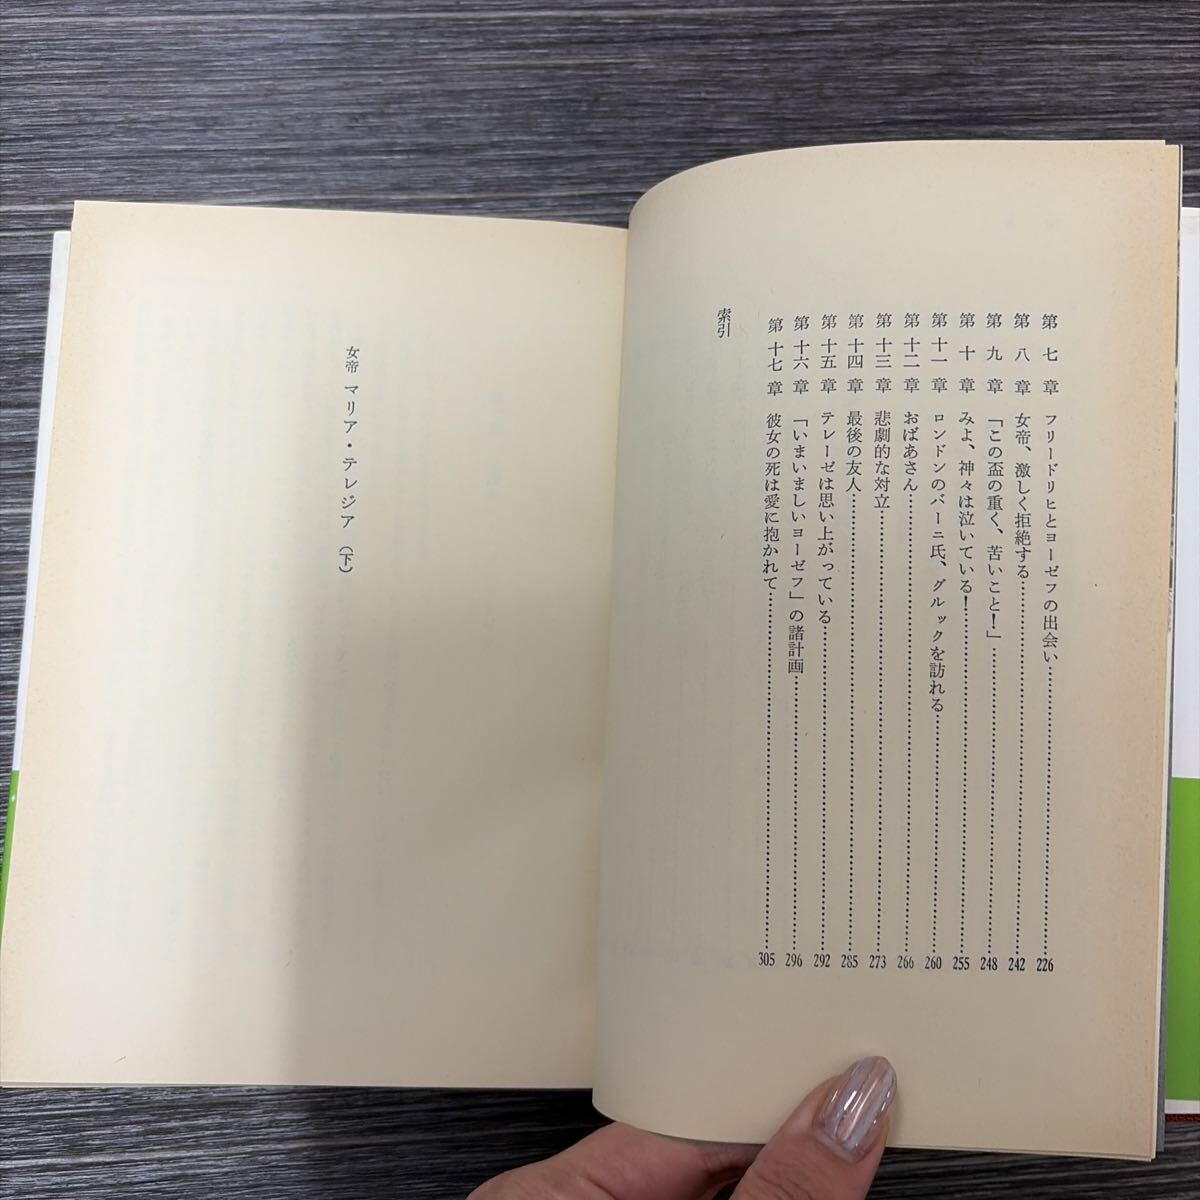 第七章 フリードリヒとヨーゼフの出会い……226
第八章 女帝、激しく拒絶する……242
第九章 「この盃の重く、苦いこと!」……248
第十章 みよ、神々は泣いている!……255
第十一章 ロンドンのバーニ氏、グルックを訪れる……260
第十二章 おばあさん……266
第十三章 悲劇的な対立……273
第十四章 最後の友人……285
第十五章 テレーゼは思い上がっている……292
第十六章 「いまいましいヨーゼフ」の諸計画……296
第十七章 彼女の死は愛に抱かれて……305
索引
女帝 マリア・テレジア(下)